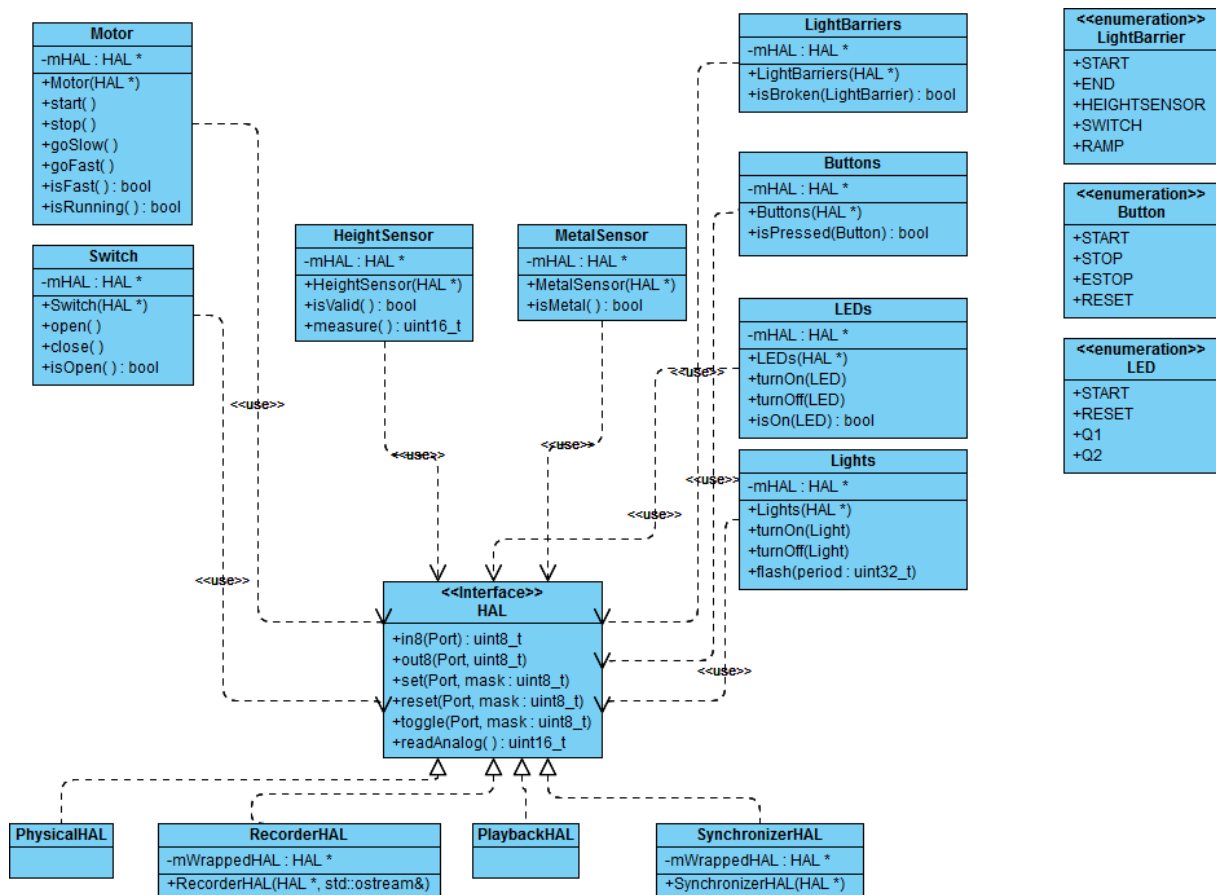 Motor
-mHAL : HAL *
+Motor(HAL *)
+start( )
+stop( )
+goSlow( )
+goFast( )
+isFast( ) : bool
+isRunning( ) : bool
Switch
-mHAL : HAL *
+Switch(HAL *)
+open( )
+close( )
+isOpen( ) : bool
HeightSensor
-mHAL : HAL *
+HeightSensor(HAL *)
+isValid( ) : bool
+measure( ) : uint16_t
MetalSensor
-mHAL : HAL *
+MetalSensor(HAL *)
+isMetal( ) : bool
LightBarriers
-mHAL : HAL *
+LightBarriers(HAL *)
+isBroken(LightBarrier) : bool
Buttons
-mHAL : HAL *
+Buttons(HAL *)
+isPressed(Button) : bool
LEDs
-mHAL : HAL *
+LEDs(HAL *)
+turnOn(LED)
+turnOff(LED)
+isOn(LED) : bool
Lights
-mHAL : HAL *
+Lights(HAL *)
+turnOn(Light)
+turnOff(Light)
+flash(period : uint32_t)
<<enumeration>>
LightBarrier
+START
+END
+HEIGHTSENSOR
+SWITCH
+RAMP
<<enumeration>>
Button
+START
+STOP
+ESTOP
+RESET
<<enumeration>>
LED
+START
+RESET
+Q1
+Q2
<<use>>
<<use>>
<<use>>
<<use>>
<<use>>
<<use>>
<<use>>
<<use>>
<<Interface>>
HAL
+in8(Port) : uint8_t
+out8(Port, uint8_t)
+set(Port, mask : uint8_t)
+reset(Port, mask : uint8_t)
+toggle(Port, mask : uint8_t)
+readAnalog( ) : uint16_t
PhysicalHAL
RecorderHAL
-mWrappedHAL : HAL *
+RecorderHAL(HAL *, std::ostream&)
PlaybackHAL
SynchronizerHAL
-mWrappedHAL : HAL *
+SynchronizerHAL(HAL *)